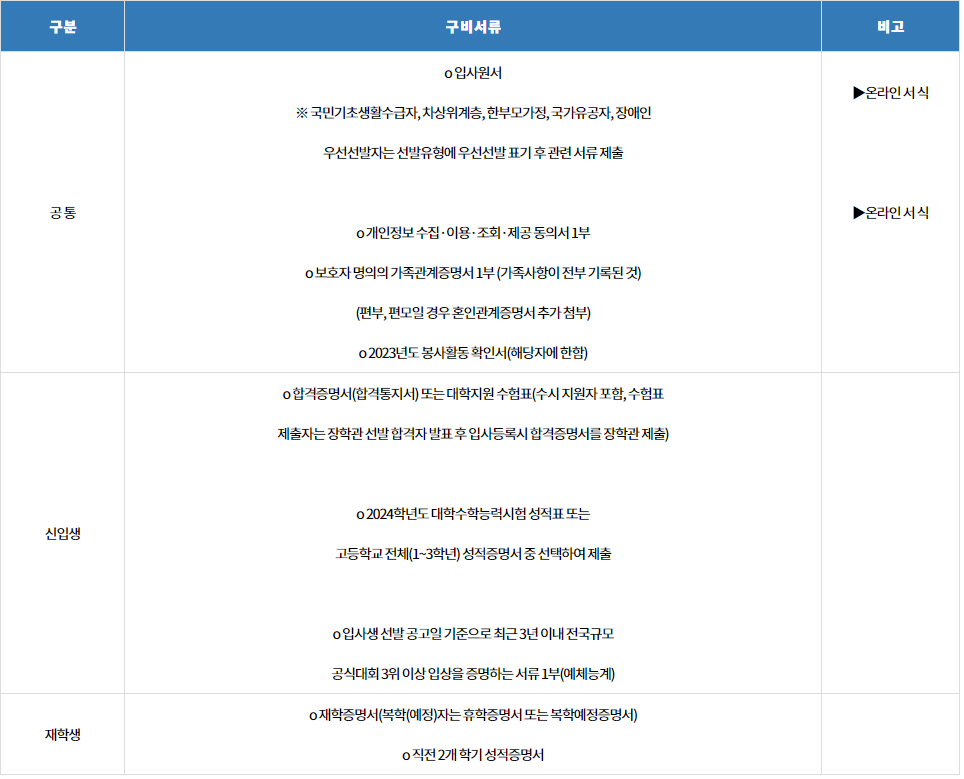 구분 구비서류 비고
o 입사원서
▶온라인 서식
※ 국민기초생활수급자, 차상위계층, 한부모가정, 국가유공자, 장애인
우선선발자는 선발유형에 우선선발 표기 후 관련 서류 제출
공 통
▶온라인 서식
o 개인정보 수집·이용·조회·제공 동의서 1부
o 보호자 명의의 가족관계증명서 1부 (가족사항이 전부 기록된 것)
(편부, 편모일 경우 혼인관계증명서 추가 첨부)
o 2023년도 봉사활동 확인서(해당자에 한함)
o 합격증명서(합격통지서) 또는 대학지원 수험표(수시 지원자 포함, 수험표
제출자는 장학관 선발 합격자 발표 후 입사등록시 합격증명서를 장학관 제출)
o 2024학년도 대학수학능력시험 성적표 또는
신입생
고등학교 전체(1~3학년) 성적증명서 중 선택하여 제출
o 입사생 선발 공고일 기준으로 최근 3년 이내 전국규모
공식대회 3위 이상 입상을 증명하는 서류 1부(예체능계)
o 재학증명서(복학(예정)자는 휴학증명서 또는 복학예정증명서)
재학생
o 직전 2개 학기 성적증명서